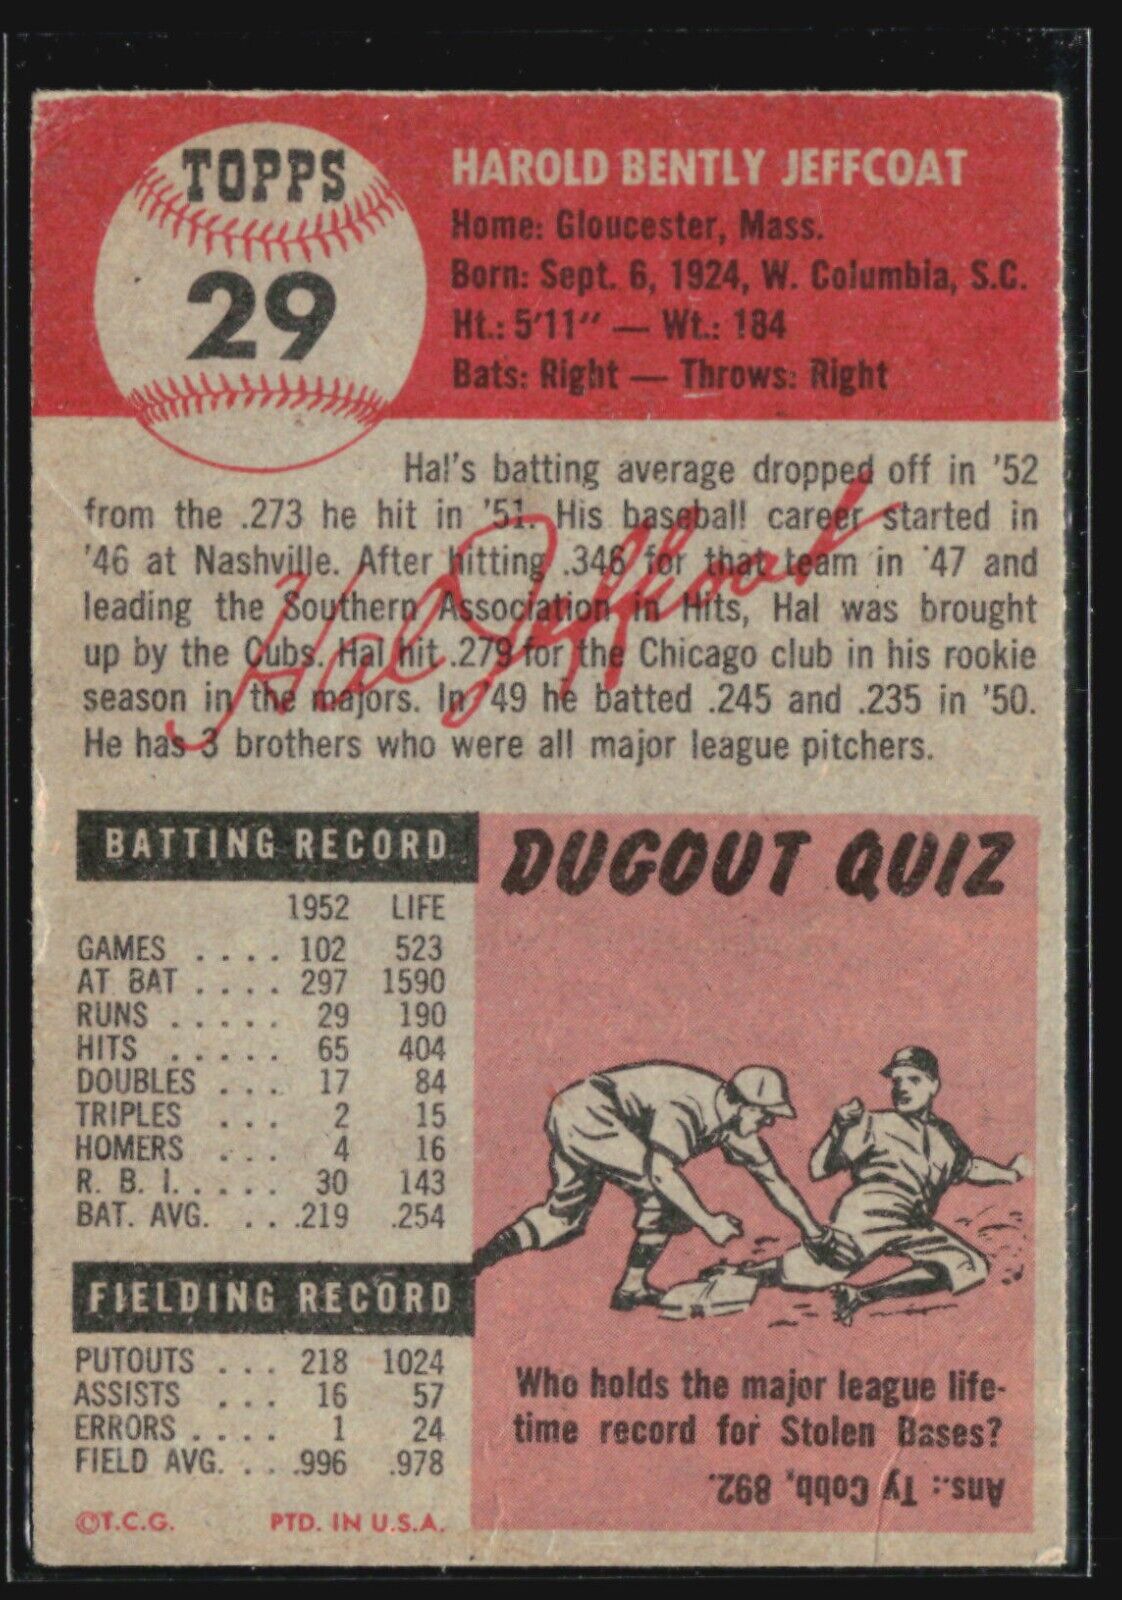 TOPPS
29
HAROLD BENTLY JEFFCOAT
Home: Gloucester, Mass.
Born: Sept. 6, 1924, W. Columbia, S.C.
Ht.: 5'11" — Wt.: 184
Bats: Right — Throws: Right
Hal's batting average dropped off in '52
from the .273 he hit in '51. His baseball career started in
'46 at Nashville. After hitting .346 for that team in '47 and
leading the Southern Association in Hits, Hal was brought
up by the Cubs. Hal hit .279 for the Chicago club in his rookie
season in the majors. In '49 he batted .245 and .235 in '50.
He has 3 brothers who were all major league pitchers.
Hal Jeffcoat
BATTING RECORD
1952 LIFE
GAMES . . . . 102 523
AT BAT . . . . 297 1590
RUNS . . . . . 29 190
HITS . . . . . 65 404
DOUBLES . . . 17 84
TRIPLES . . . 2 15
HOMERS . . . 4 16
R. B. I. . . . . 30 143
BAT. AVG. . . . .219 .254
FIELDING RECORD
PUTOUTS . . . 218 1024
ASSISTS . . . 16 57
ERRORS . . . . 1 24
FIELD AVG. . . .996 .978
©T.C.G. PTD. IN U.S.A.
DUGOUT QUIZ
Who holds the major league life-
time record for Stolen Bases?
Ans.: Ty Cobb, 892.